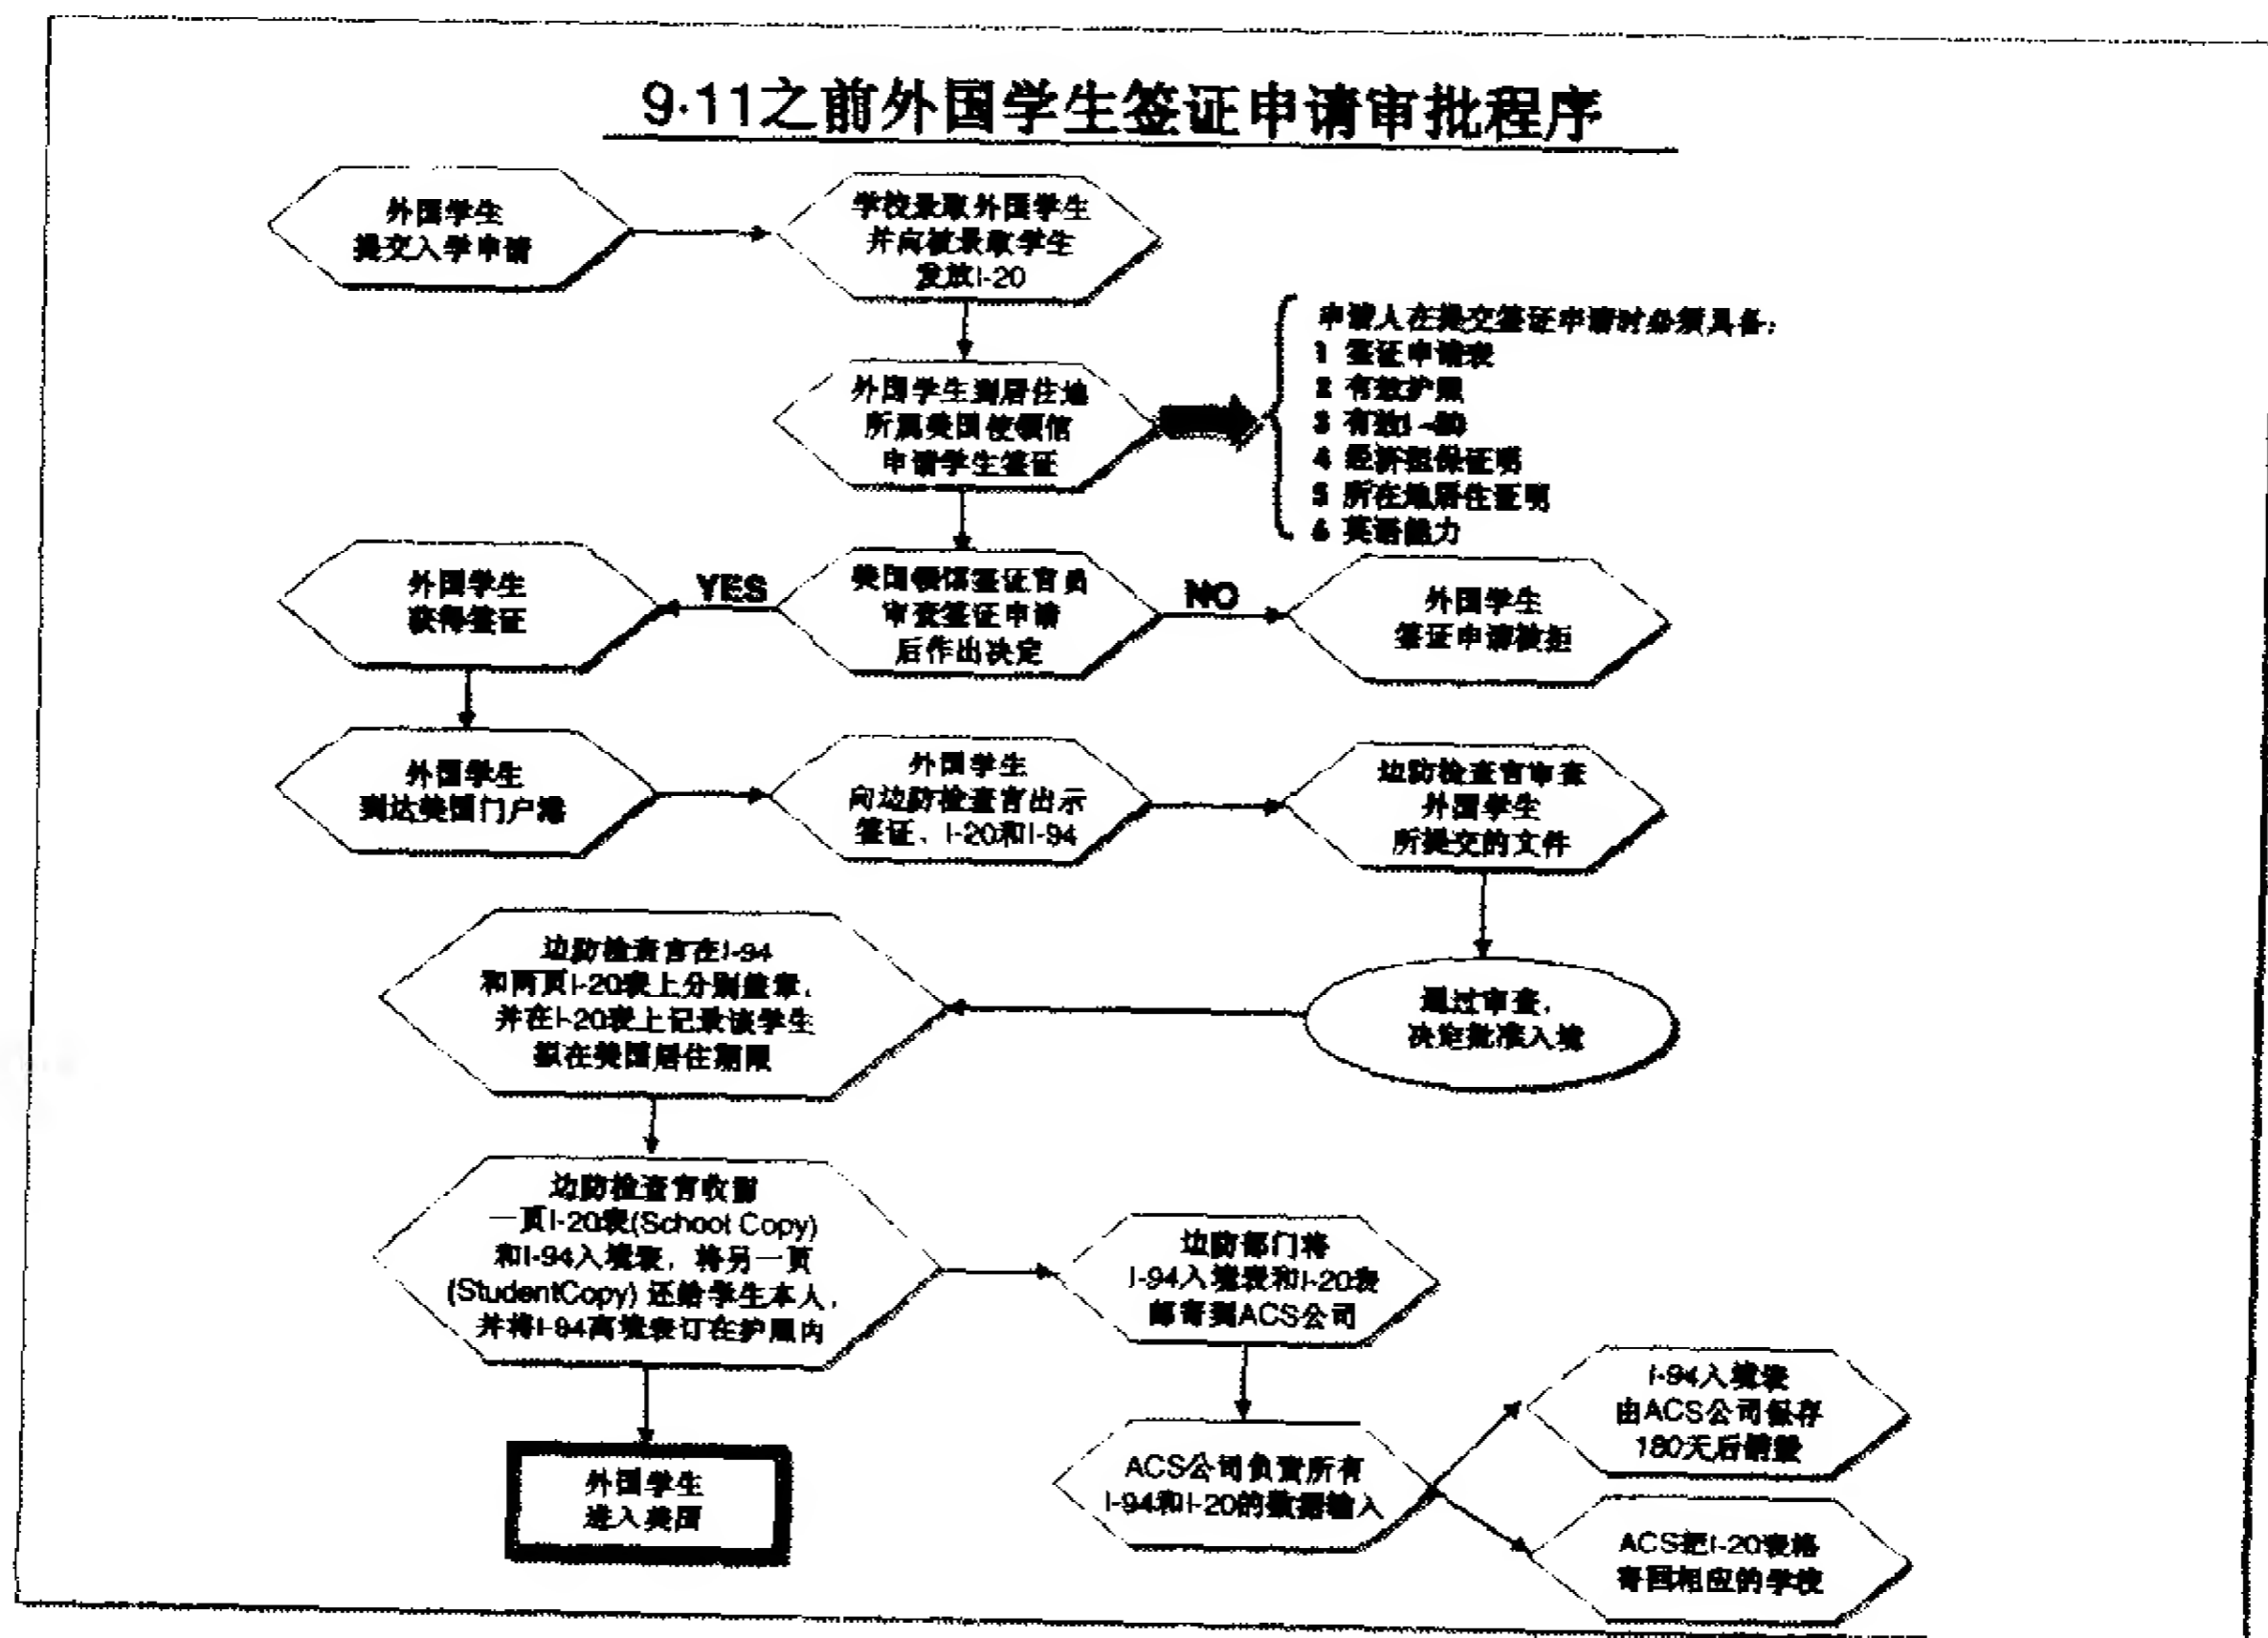 9·11之前外国学生签证申请审批程序
外国学生
提交入学申请
学校录取外国学生
并向被录取学生
发放I-20
申请人在提交签证申请时必须具备:
1 签证申请表
2 有效护照
3 有效I-20
4 经济担保证明
5 所在地居住证明
6 英语能力
外国学生到居住地
所属美国使领馆
申请学生签证
外国学生
获得签证
YES
美国领馆签证官员
审查签证申请
后作出决定
NO
外国学生
签证申请被拒
外国学生
到达美国门户港
外国学生
向边防检查官出示
签证、I-20和I-94
边防检查官审查
外国学生
所提交的文件
边防检查官在I-94
和两页I-20表上分别盖章,
并在I-20表上记录该学生
拟在美国居住期限
通过审查,
决定批准入境
边防检查官收留
一页I-20表(School Copy)
和I-94入境表, 将另一页
(StudentCopy) 还给学生本人,
并将I-94离境表订在护照内
边防部门将
I-94入境表和I-20表
邮寄到ACS公司
外国学生
进入美国
ACS公司负责所有
I-94和I-20的数据输入
I-94入境表
由ACS公司保存
180天后销毁
ACS把I-20表格
寄回相应的学校